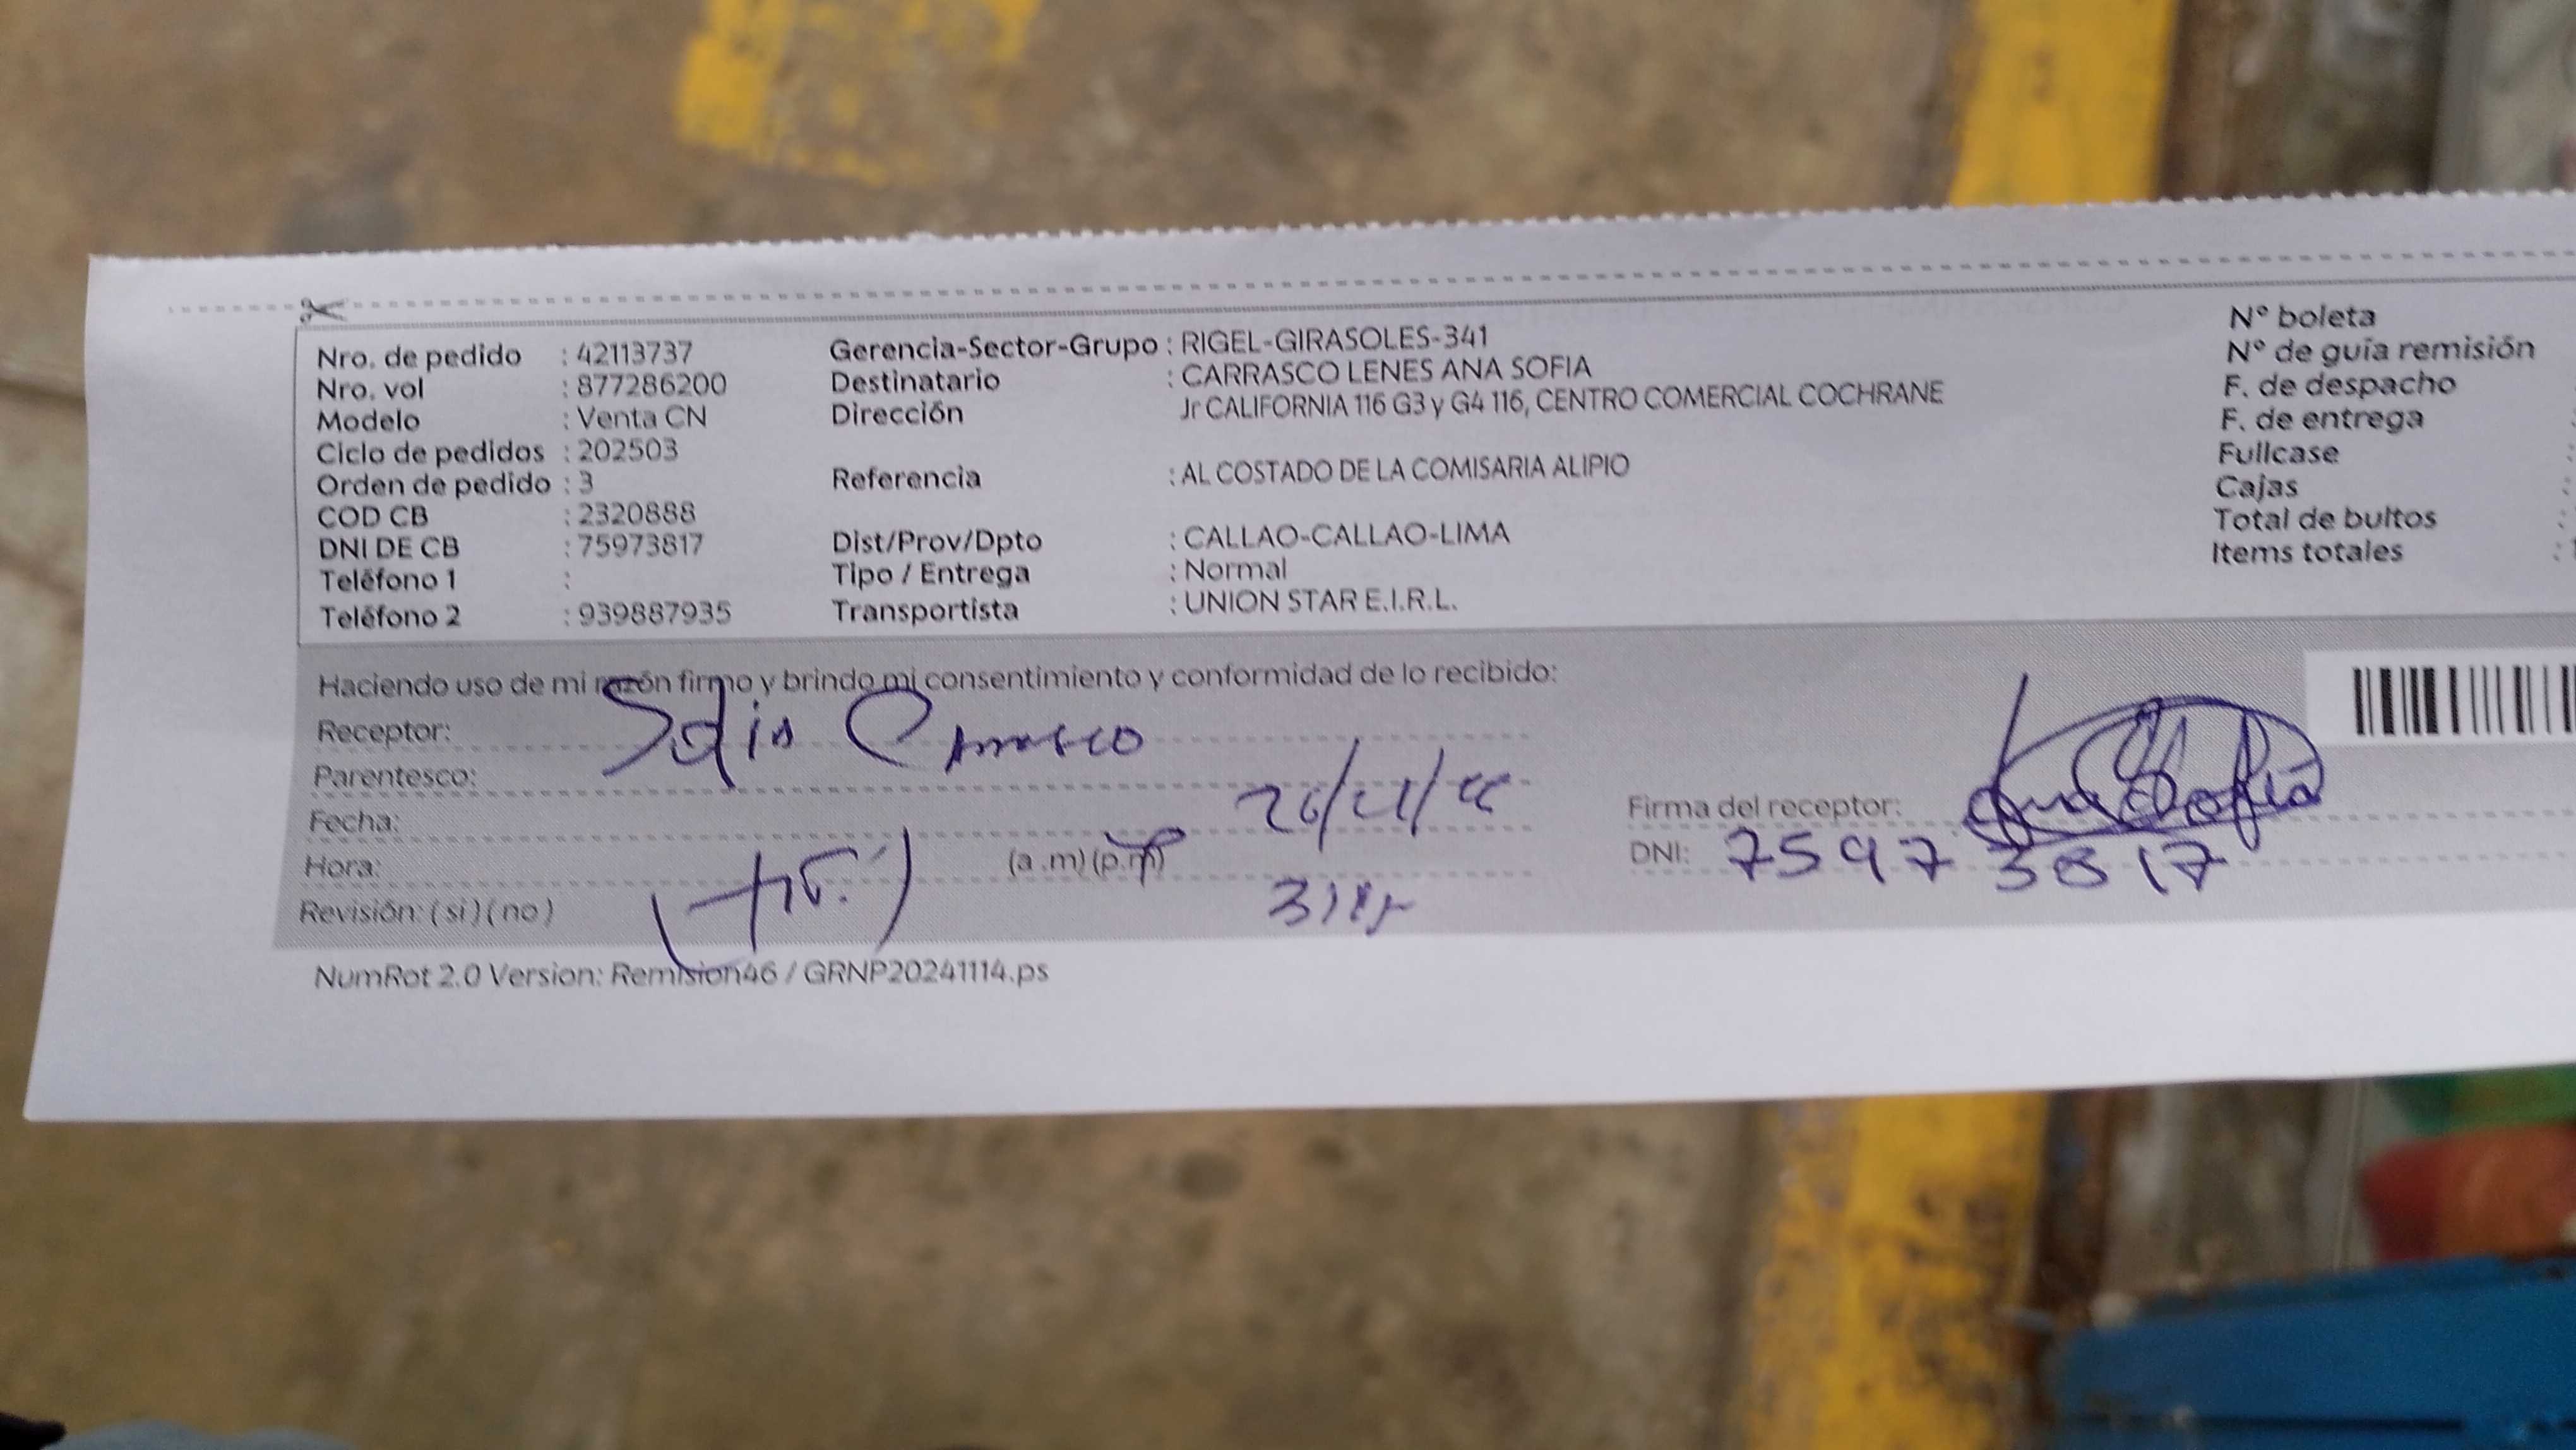 Nro. de pedido : 42113737
Nro. vol : 877286200
Modelo : Venta CN
Ciclo de pedidos : 202503
Orden de pedido : 3
COD CB : 2320888
DNI DE CB : 75973817
Teléfono 1 :
Teléfono 2 : 939887935
Gerencia-Sector-Grupo : RIGEL-GIRASOLES-341
Destinatario : CARRASCO LENES ANA SOFIA
Dirección Jr CALIFORNIA 116 G3 y G4 116, CENTRO COMERCIAL COCHRANE
Referencia : AL COSTADO DE LA COMISARIA ALIPIO
Dist/Prov/Dpto : CALLAO-CALLAO-LIMA
Tipo / Entrega : Normal
Transportista : UNION STAR E.I.R.L.
N° boleta
N° de guía remisión
F. de despacho
F. de entrega :
Fullcase :
Cajas :
Total de bultos :
Items totales :
Haciendo uso de mi razón firmo y brindo mi consentimiento y conformidad de lo recibido:
Receptor: Carrasco
Parentesco:
Fecha:
Hora: (a .m) (p.m)
Revisión: ( si ) ( no )
Firma del receptor:
DNI: 75973817
NumRot 2.0 Version: Remision46 / GRNP20241114.ps